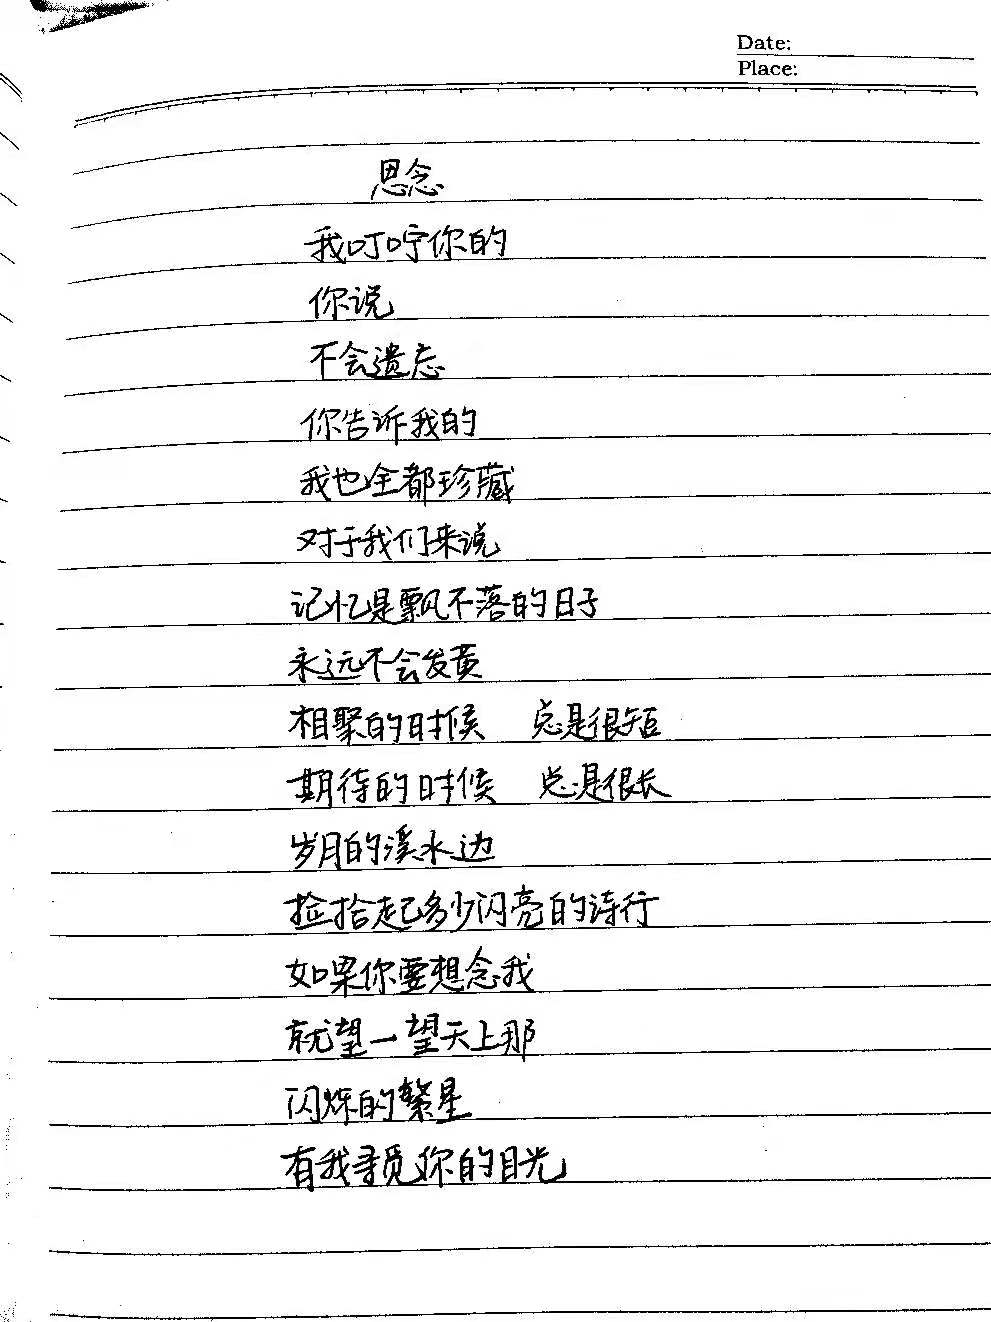 Date:
Place:
思念
我叮咛你的
你说
不会遗忘
你告诉我的
我也全都珍藏
对于我们来说
记忆是飘不落的日子
永远不会发黄
相聚的时候 总是很短
期待的时候 总是很长
岁月的溪水边
捡拾起多少闪亮的诗行
如果你要想念我
就望一望天上那
闪烁的繁星
有我寻觅你的目光